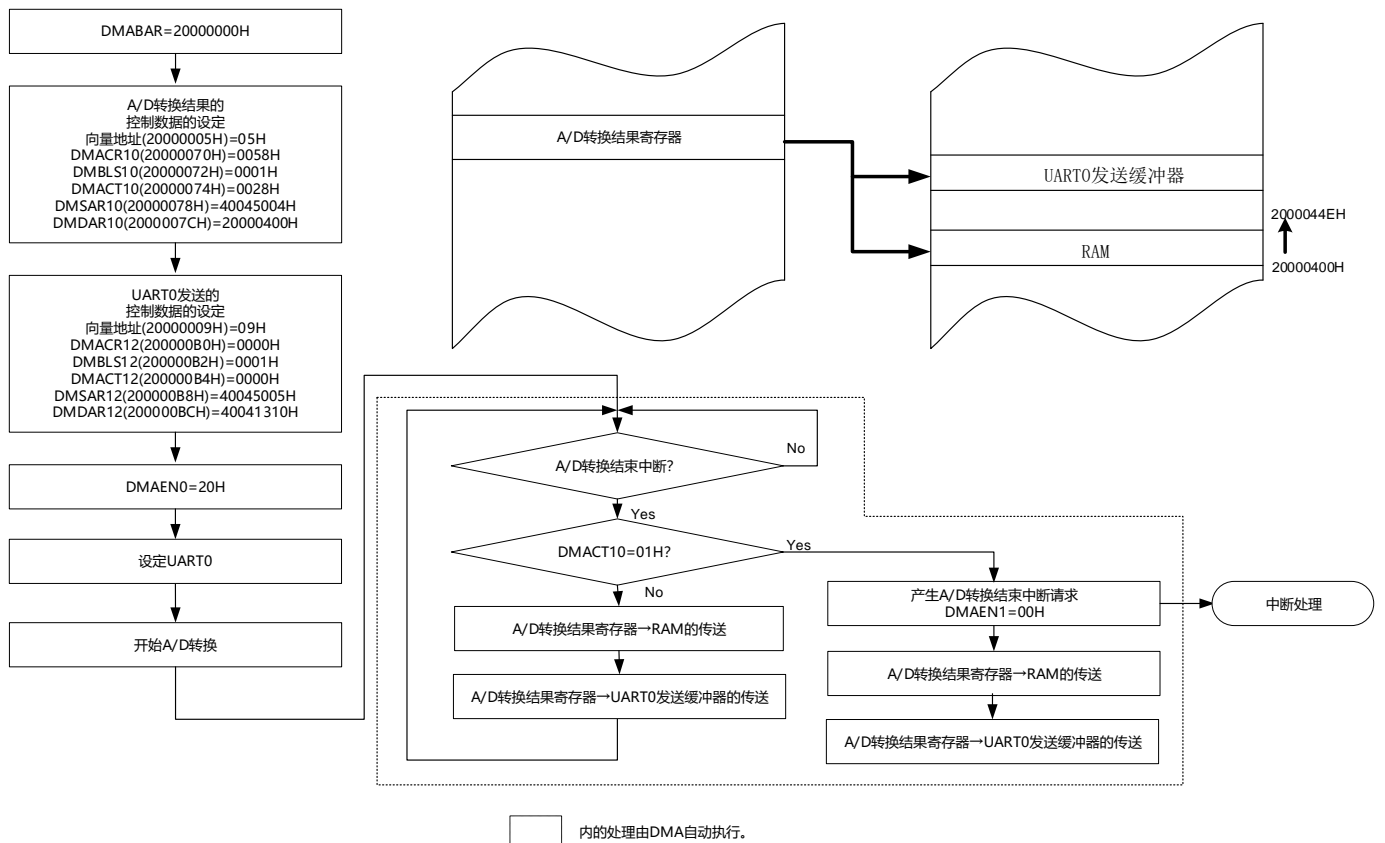 DMABAR=20000000H
A/D转换结果的
控制数据的设定
向量地址(20000005H)=05H
DMACR10(20000070H)=0058H
DMBLS10(20000072H)=0001H
DMACT10(20000074H)=0028H
DMSAR10(20000078H)=40045004H
DMDAR10(2000007CH)=20000400H
UART0发送的
控制数据的设定
向量地址(20000009H)=09H
DMACR12(200000B0H)=0000H
DMBLS12(200000B2H)=0001H
DMACT12(200000B4H)=0000H
DMSAR12(200000B8H)=40045005H
DMDAR12(200000BCH)=40041310H
DMAEN0=20H
设定UART0
开始A/D转换
A/D转换结果寄存器
UART0发送缓冲器
2000044EH
RAM
20000400H
A/D转换结束中断?
No
Yes
DMACT10=01H?
Yes
No
A/D转换结果寄存器→RAM的传送
A/D转换结果寄存器→UART0发送缓冲器的传送
产生A/D转换结束中断请求
DMAEN1=00H
中断处理
A/D转换结果寄存器→RAM的传送
A/D转换结果寄存器→UART0发送缓冲器的传送
内的处理由DMA自动执行。